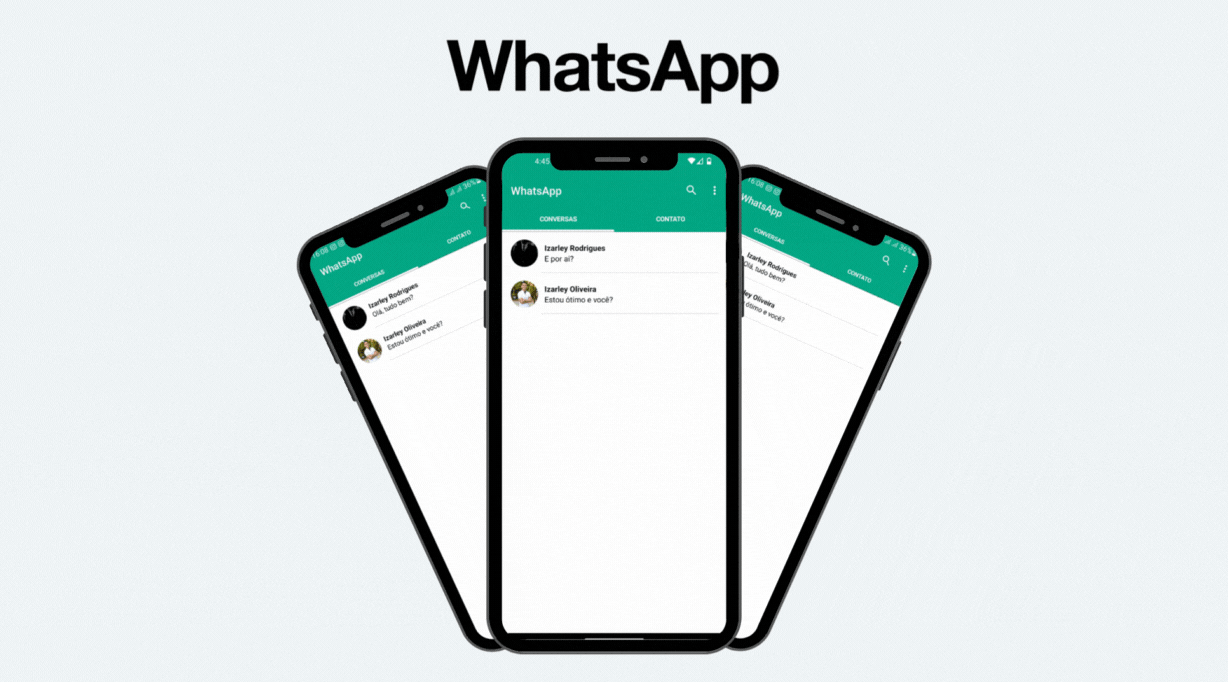 WhatsApp
16:08
36%
WhatsApp
CONVERSAS
CONTATO
Izarley Rodrigues
Olá, tudo bem?
Izarley Oliveira
Estou ótimo e você?
4:45
WhatsApp
CONVERSAS
CONTATO
Izarley Rodrigues
E por aí?
Izarley Oliveira
Estou ótimo e você?
16:08
36%
WhatsApp
CONVERSAS
CONTATO
Izarley Rodrigues
Olá, tudo bem?
Oliveira
ótimo e você?